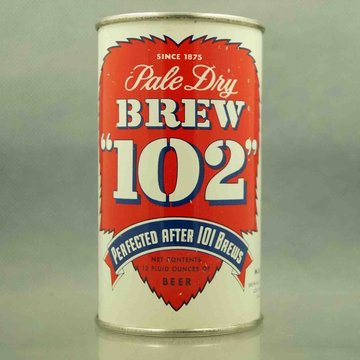 SINCE 1875
Pale Dry
BREW
"102"
PERFECTED AFTER 101 BREWS
NET CONTENTS
12 FLUID OUNCES OF
BEER